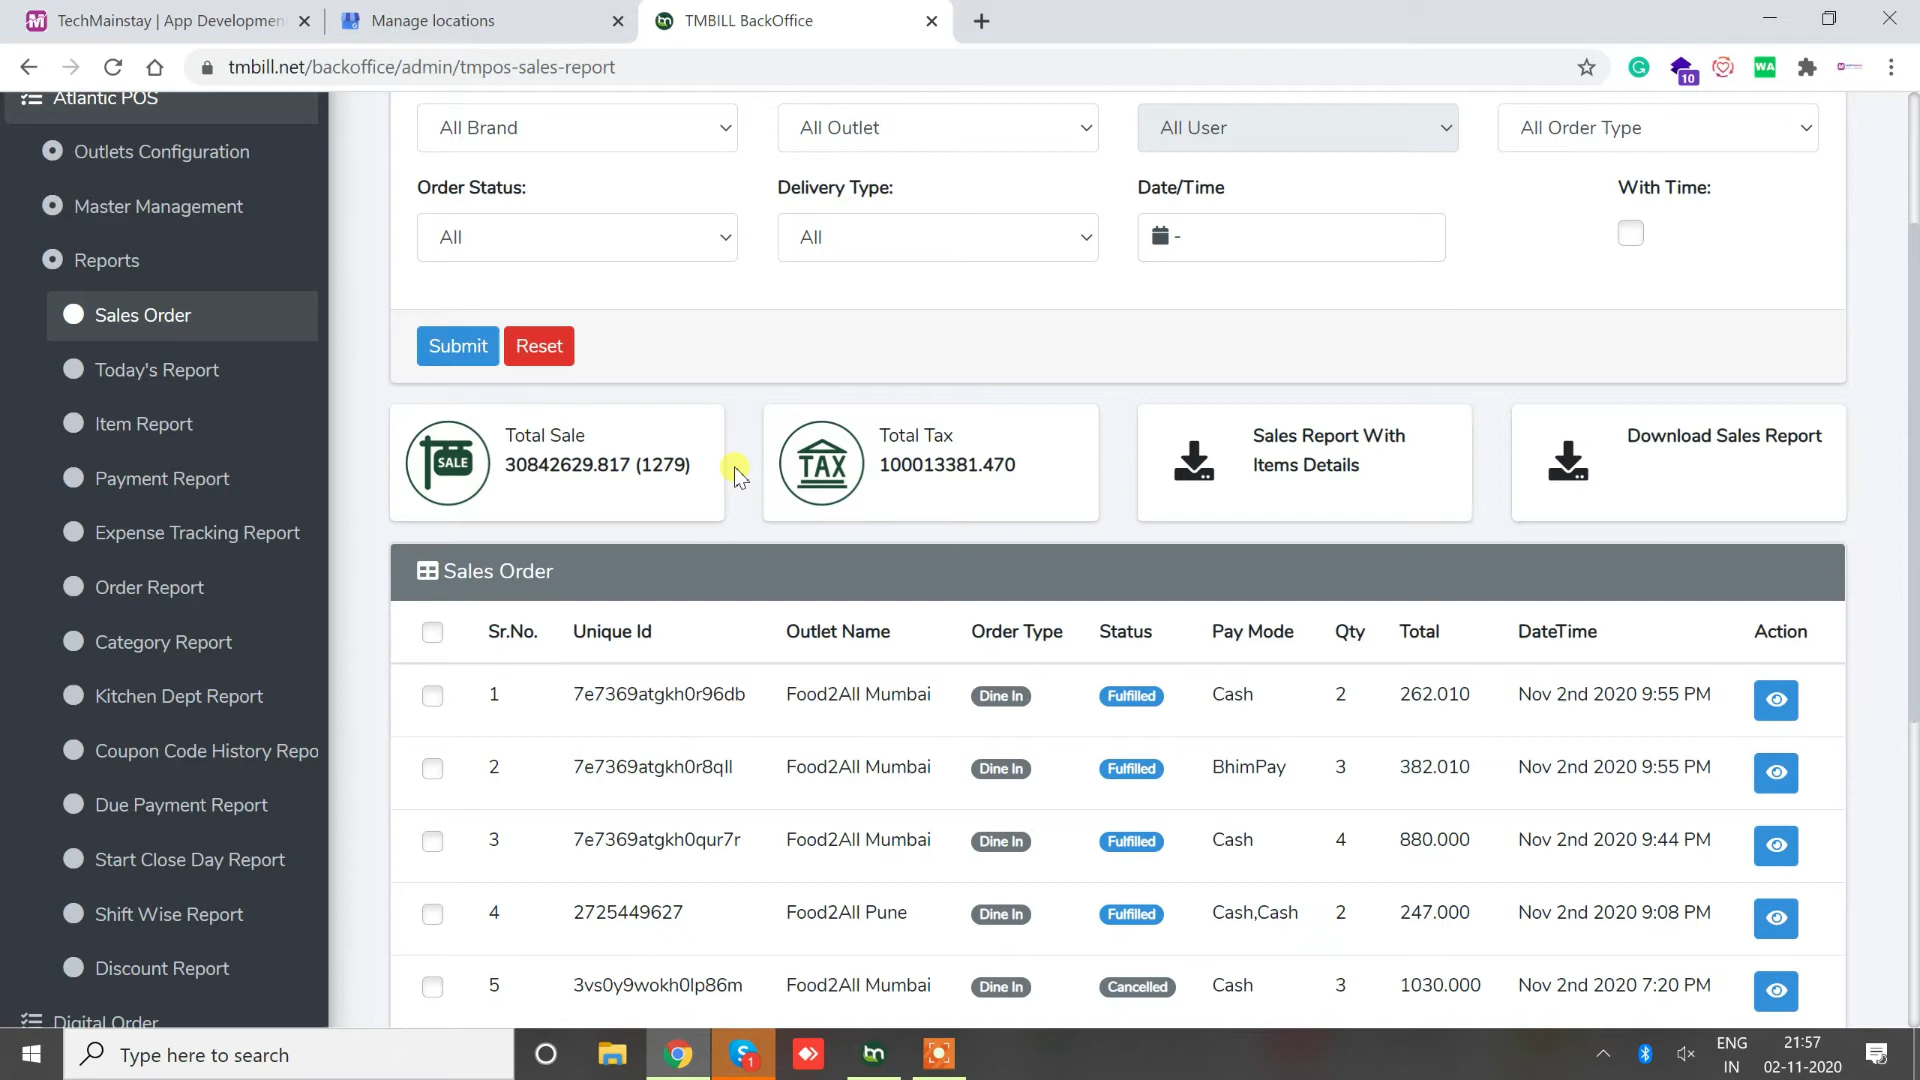 TechMainstay | App Developmen
Manage locations
TMBILL BackOffice
tmbill.net/backoffice/admin/tmpos-sales-report
10
WA
Atlantic POS
Outlets Configuration
Master Management
Reports
Sales Order
Today's Report
Item Report
Payment Report
Expense Tracking Report
Order Report
Category Report
Kitchen Dept Report
Coupon Code History Repo
Due Payment Report
Start Close Day Report
Shift Wise Report
Discount Report
Digital Order
All Brand All Outlet All User All Order Type
Order Status: Delivery Type: Date/Time With Time:
All All -
Submit Reset
SALE
Total Sale
30842629.817 (1279)
TAX
Total Tax
100013381.470
Sales Report With
Items Details
Download Sales Report
Sales Order
Sr.No. Unique Id Outlet Name Order Type Status Pay Mode Qty Total DateTime Action
1 7e7369atgkh0r96db Food2All Mumbai Dine In Fulfilled Cash 2 262.010 Nov 2nd 2020 9:55 PM
2 7e7369atgkh0r8qll Food2All Mumbai Dine In Fulfilled BhimPay 3 382.010 Nov 2nd 2020 9:55 PM
3 7e7369atgkh0qur7r Food2All Mumbai Dine In Fulfilled Cash 4 880.000 Nov 2nd 2020 9:44 PM
4 2725449627 Food2All Pune Dine In Fulfilled Cash,Cash 2 247.000 Nov 2nd 2020 9:08 PM
5 3vs0y9wokh0lp86m Food2All Mumbai Dine In Cancelled Cash 3 1030.000 Nov 2nd 2020 7:20 PM
Type here to search
S 1
bn
ENG
IN
21:57
02-11-2020